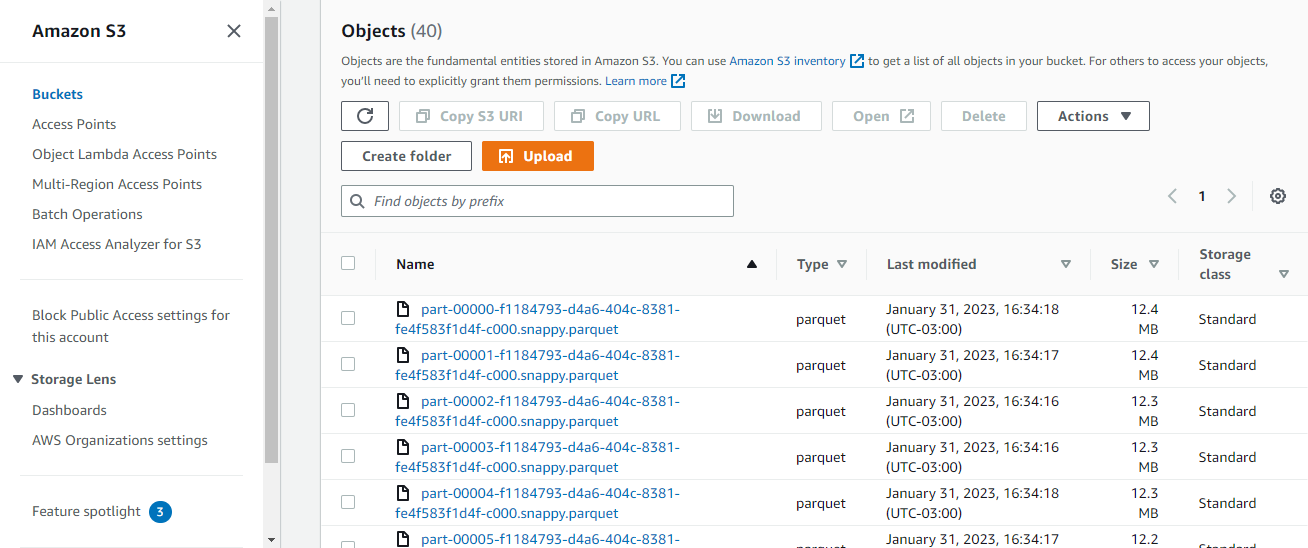 Amazon S3
Buckets
Access Points
Object Lambda Access Points
Multi-Region Access Points
Batch Operations
IAM Access Analyzer for S3
Block Public Access settings for
this account
Storage Lens
Dashboards
AWS Organizations settings
Feature spotlight 3
Objects (40)
Objects are the fundamental entities stored in Amazon S3. You can use Amazon S3 inventory to get a list of all objects in your bucket. For others to access your objects,
you'll need to explicitly grant them permissions. Learn more
Copy S3 URI Copy URL Download Open Delete Actions
Create folder Upload
Find objects by prefix 1
Name Type Last modified Size Storage
class
part-00000-f1184793-d4a6-404c-8381- January 31, 2023, 16:34:18 12.4
fe4f583f1d4f-c000.snappy.parquet parquet (UTC-03:00) MB Standard
part-00001-f1184793-d4a6-404c-8381- January 31, 2023, 16:34:17 12.4
fe4f583f1d4f-c000.snappy.parquet parquet (UTC-03:00) MB Standard
part-00002-f1184793-d4a6-404c-8381- January 31, 2023, 16:34:16 12.3
fe4f583f1d4f-c000.snappy.parquet parquet (UTC-03:00) MB Standard
part-00003-f1184793-d4a6-404c-8381- January 31, 2023, 16:34:16 12.3
fe4f583f1d4f-c000.snappy.parquet parquet (UTC-03:00) MB Standard
part-00004-f1184793-d4a6-404c-8381- January 31, 2023, 16:34:18 12.3
fe4f583f1d4f-c000.snappy.parquet parquet (UTC-03:00) MB Standard
part-00005-f1184793-d4a6-404c-8381- January 31, 2023, 16:34:17 12.2